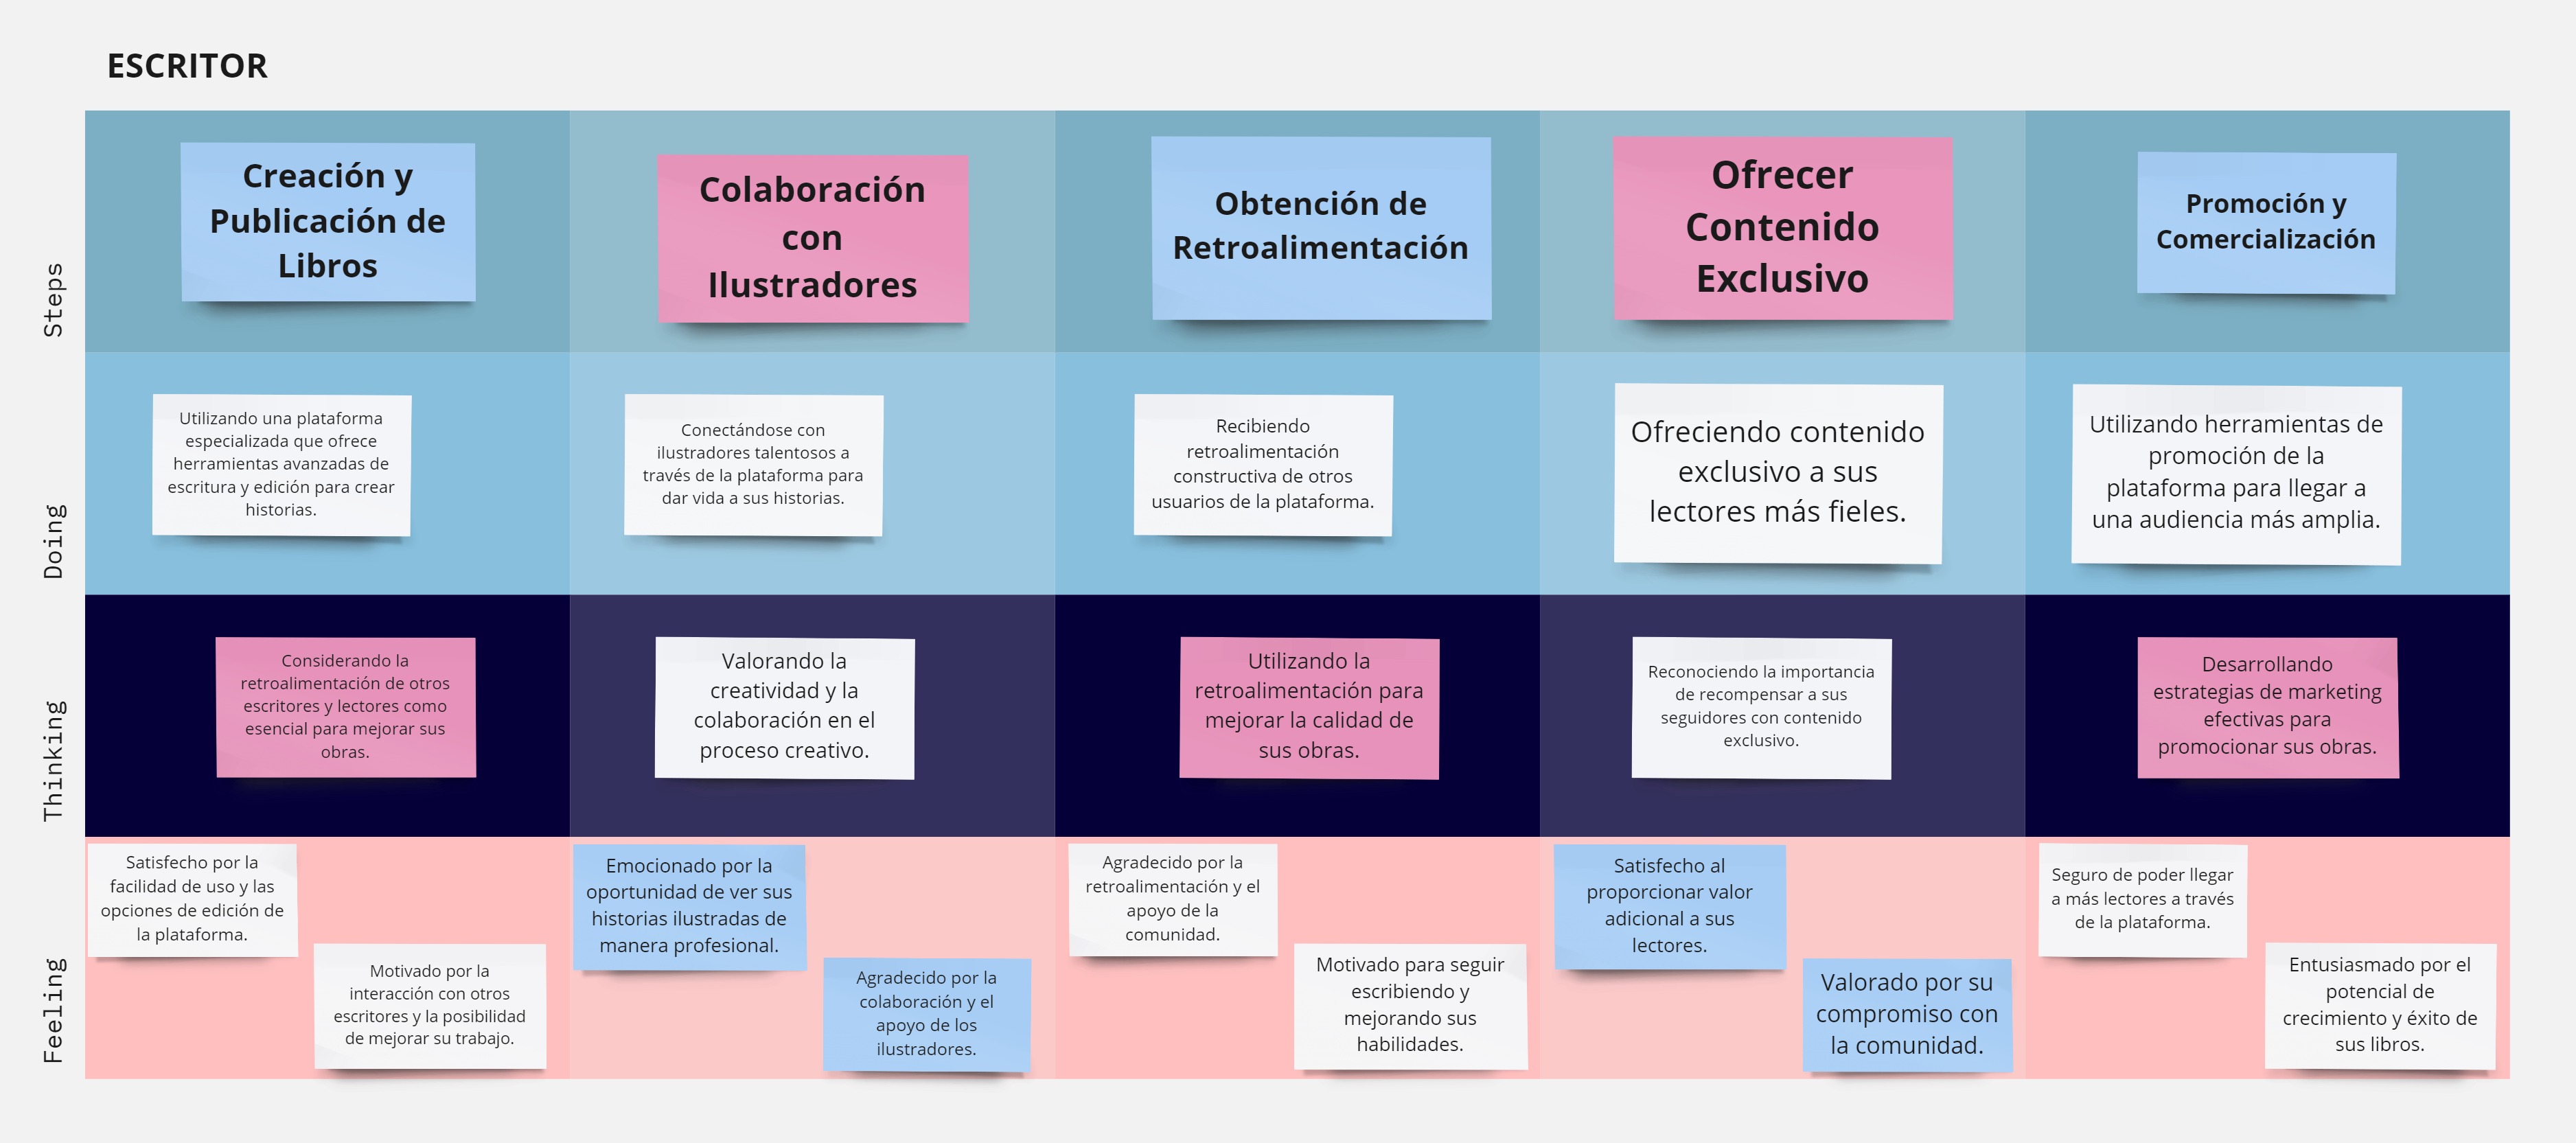 ESCRITOR
Steps
Creación y
Publicación de
Libros
Colaboración
con
Ilustradores
Obtención de
Retroalimentación
Ofrecer
Contenido
Exclusivo
Promoción y
Comercialización
Doing
Utilizando una plataforma
especializada que ofrece
herramientas avanzadas de
escritura y edición para crear
historias.
Conectándose con
ilustradores talentosos a
través de la plataforma para
dar vida a sus historias.
Recibiendo
retroalimentación
constructiva de otros
usuarios de la plataforma.
Ofreciendo contenido
exclusivo a sus
lectores más fieles.
Utilizando herramientas de
promoción de la
plataforma para llegar a
una audiencia más amplia.
Thinking
Considerando la
retroalimentación de otros
escritores y lectores como
esencial para mejorar sus
obras.
Valorando la
creatividad y la
colaboración en el
proceso creativo.
Utilizando la
retroalimentación para
mejorar la calidad de
sus obras.
Reconociendo la importancia
de recompensar a sus
seguidores con contenido
exclusivo.
Desarrollando
estrategias de marketing
efectivas para
promocionar sus obras.
Feeling
Satisfecho por la
facilidad de uso y las
opciones de edición de
la plataforma.
Motivado por la
interacción con otros
escritores y la posibilidad
de mejorar su trabajo.
Emocionado por la
oportunidad de ver sus
historias ilustradas de
manera profesional.
Agradecido por la
colaboración y el
apoyo de los
ilustradores.
Agradecido por la
retroalimentación y el
apoyo de la
comunidad.
Motivado para seguir
escribiendo y
mejorando sus
habilidades.
Satisfecho al
proporcionar valor
adicional a sus
lectores.
Valorado por su
compromiso con
la comunidad.
Seguro de poder llegar
a más lectores a través
de la plataforma.
Entusiasmado por el
potencial de
crecimiento y éxito de
sus libros.